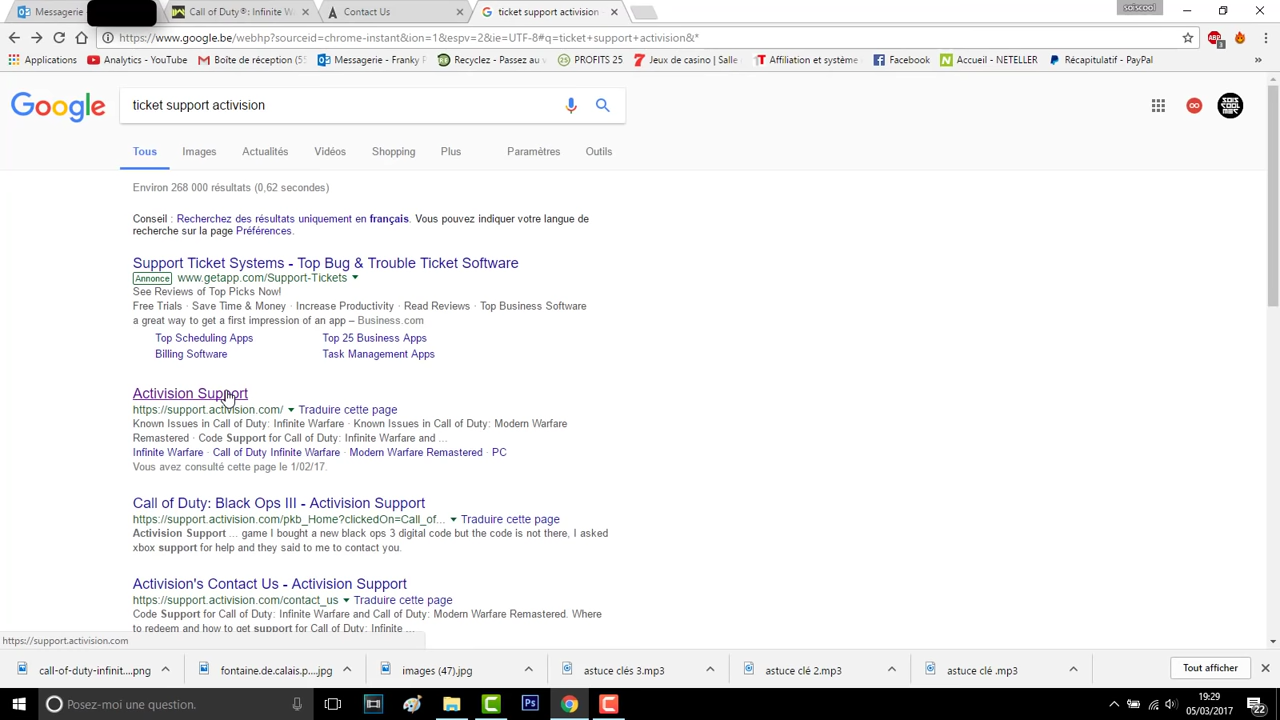 Messagerie
Call of Duty®: Infinite W
Contact Us
ticket support activision
soiscool
https://www.google.be/webhp?sourceid=chrome-instant&ion=1&espv=2&ie=UTF-8#q=ticket+support+activision&*
Applications
Analytics - YouTube
Boîte de réception (5
Messagerie - Franky
Recyclez - Passez au v
PROFITS 25
Jeux de casino | Salle
Affiliation et système
Facebook
Accueil - NETELLER
Récapitulatif - PayPal
»
Google
ticket support activision
Tous
Images
Actualités
Vidéos
Shopping
Plus
Paramètres
Outils
Environ 268 000 résultats (0,62 secondes)
Conseil : Recherchez des résultats uniquement en français. Vous pouvez indiquer votre langue de
recherche sur la page Préférences.
Support Ticket Systems - Top Bug & Trouble Ticket Software
Annonce www.getapp.com/Support-Tickets
See Reviews of Top Picks Now!
Free Trials · Save Time & Money · Increase Productivity · Read Reviews · Top Business Software
a great way to get a first impression of an app – Business.com
Top Scheduling Apps
Top 25 Business Apps
Billing Software
Task Management Apps
Activision Support
https://support.activision.com/ Traduire cette page
Known Issues in Call of Duty: Infinite Warfare · Known Issues in Call of Duty: Modern Warfare
Remastered · Code Support for Call of Duty: Infinite Warfare and ...
Infinite Warfare · Call of Duty Infinite Warfare · Modern Warfare Remastered · PC
Vous avez consulté cette page le 1/02/17.
Call of Duty: Black Ops III - Activision Support
https://support.activision.com/pkb_Home?clickedOn=Call_of... Traduire cette page
Activision Support ... game I bought a new black ops 3 digital code but the code is not there, I asked
xbox support for help and they said to me to contact you.
Activision's Contact Us - Activision Support
https://support.activision.com/contact_us Traduire cette page
Code Support for Call of Duty: Infinite Warfare and Call of Duty: Modern Warfare Remastered. Where
to redeem and how to get support for Call of Duty: Infinite ...
https://support.activision.com
call-of-duty-infinit....png
fontaine.de.calais.p....jpg
images (47).jpg
astuce clés 3.mp3
astuce clé 2.mp3
astuce clé .mp3
Tout afficher
Posez-moi une question.
Ps
19:29
05/03/2017
22